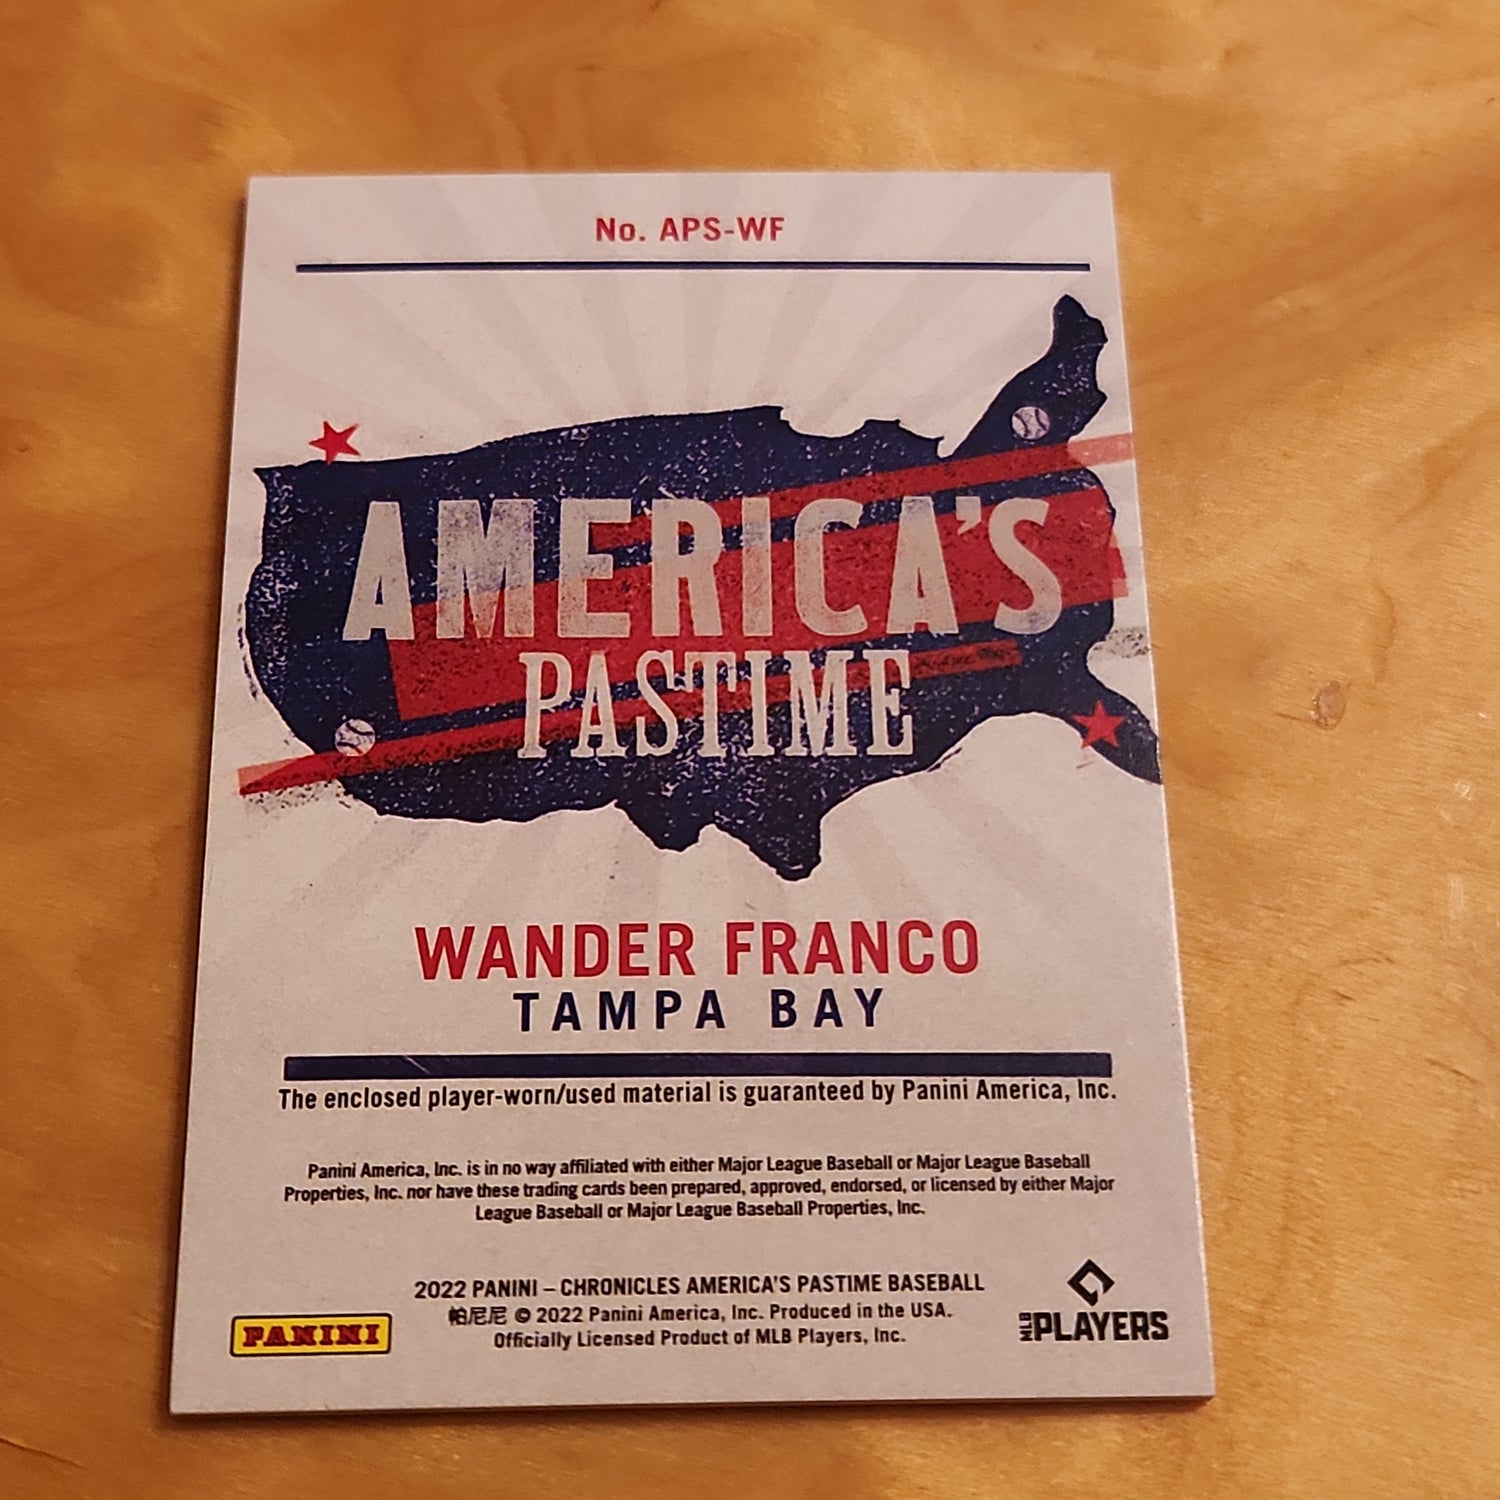 No. APS-WF
AMERICA'S
PASTIME
WANDER FRANCO
TAMPA BAY
The enclosed player-worn/used material is guaranteed by Panini America, Inc.
Panini America, Inc. is in no way affiliated with either Major League Baseball or Major League Baseball
Properties, Inc. nor have these trading cards been prepared, approved, endorsed, or licensed by either Major
League Baseball or Major League Baseball Properties, Inc.
2022 PANINI – CHRONICLES AMERICA'S PASTIME BASEBALL
帕尼尼 © 2022 Panini America, Inc. Produced in the USA.
Officially Licensed Product of MLB Players, Inc.
PANINI
MLB PLAYERS